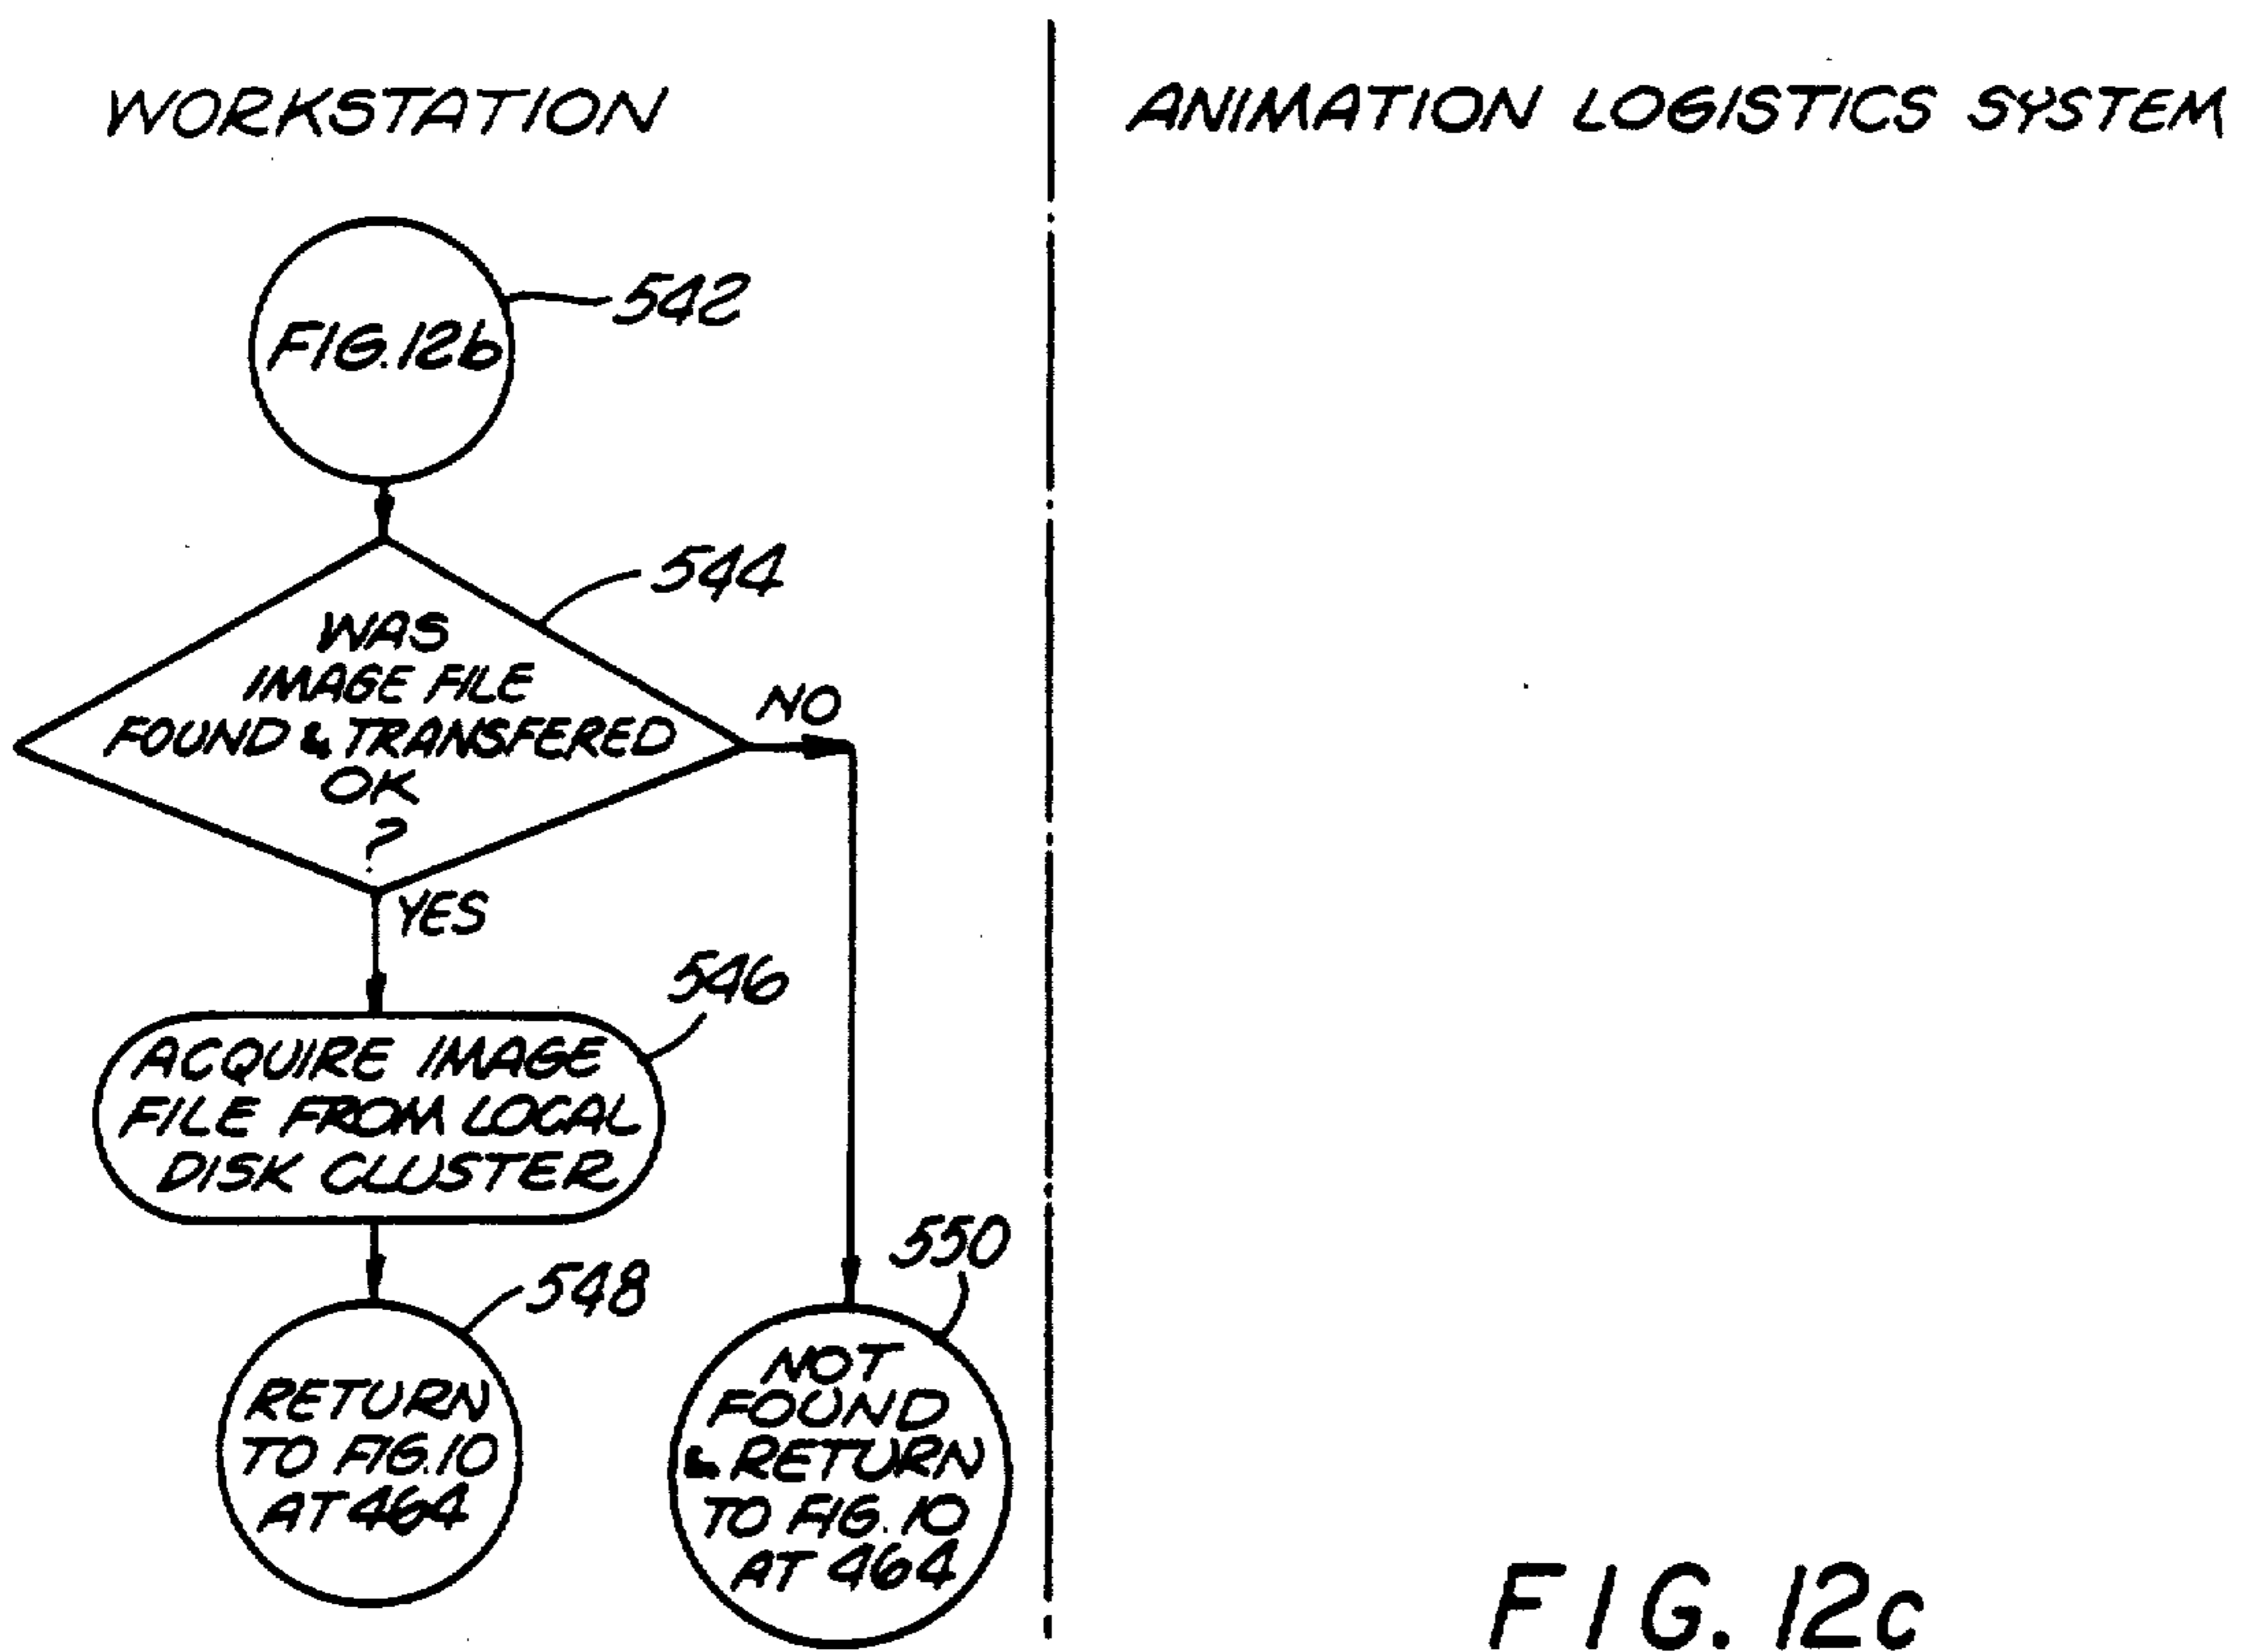 WORKSTATION
ANIMATION LOGISTICS SYSTEM
FIG.12b
542
544
WAS
IMAGE FILE
FOUND & TRANSFERED
OK
?
NO
YES
546
ACQUIRE IMAGE
FILE FROM LOCAL
DISK CLUSTER
548
RETURN
TO FIG.10
AT 464
550
NOT
FOUND
& RETURN
TO FIG. 10
AT 464
FIG. 12c